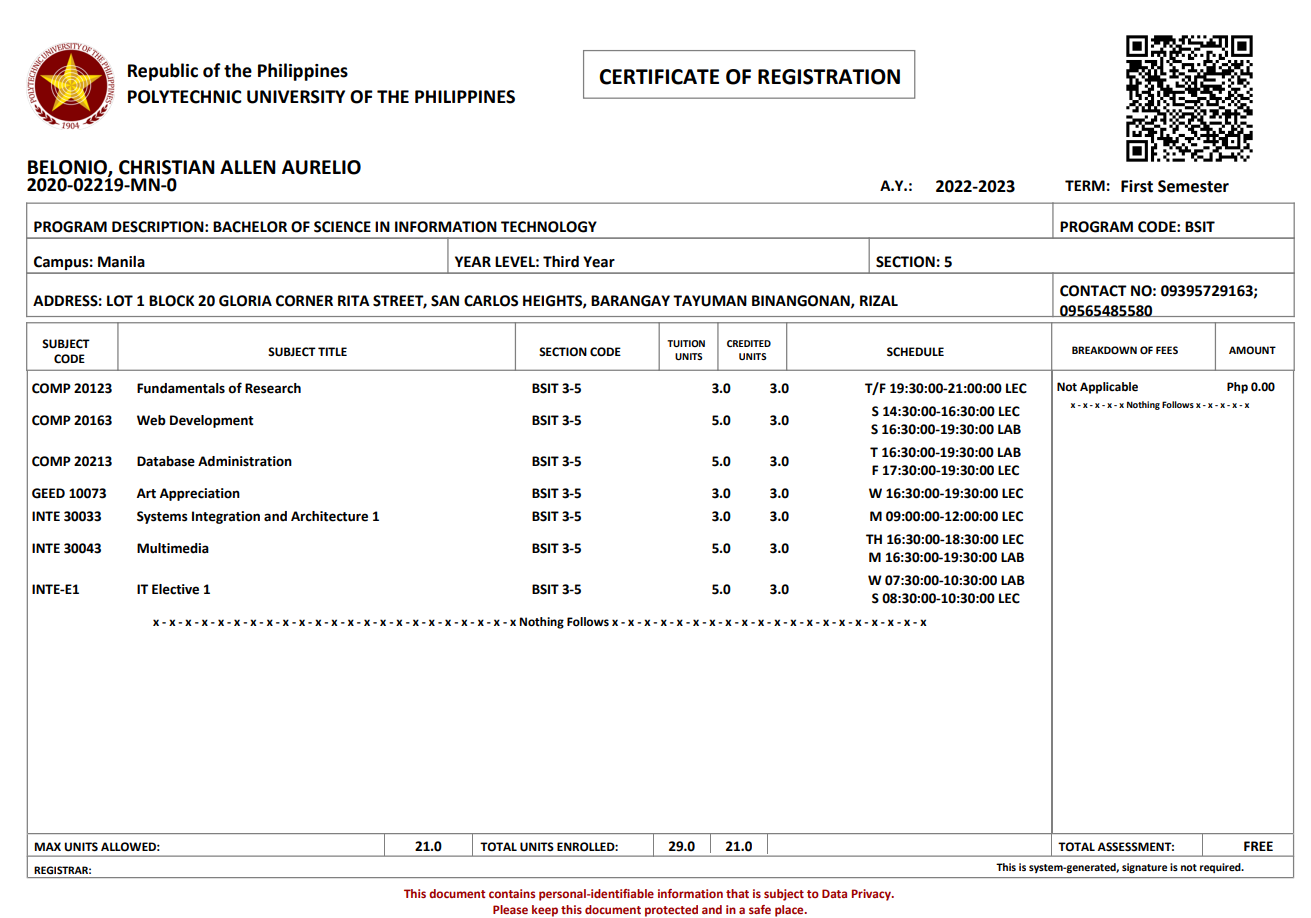 POLYTECHNIC UNIVERSITY OF THE PHILIPPINES
1904
Republic of the Philippines
POLYTECHNIC UNIVERSITY OF THE PHILIPPINES
CERTIFICATE OF REGISTRATION
BELONIO, CHRISTIAN ALLEN AURELIO
2020-02219-MN-0
A.Y.: 2022-2023 TERM: First Semester
PROGRAM DESCRIPTION: BACHELOR OF SCIENCE IN INFORMATION TECHNOLOGY PROGRAM CODE: BSIT
Campus: Manila YEAR LEVEL: Third Year SECTION: 5
ADDRESS: LOT 1 BLOCK 20 GLORIA CORNER RITA STREET, SAN CARLOS HEIGHTS, BARANGAY TAYUMAN BINANGONAN, RIZAL
CONTACT NO: 09395729163;
09565485580
SUBJECT CODE SUBJECT TITLE SECTION CODE TUITION UNITS CREDITED UNITS SCHEDULE BREAKDOWN OF FEES AMOUNT
COMP 20123 Fundamentals of Research BSIT 3-5 3.0 3.0 T/F 19:30:00-21:00:00 LEC Not Applicable Php 0.00
x - x - x - x - x Nothing Follows x - x - x - x - x
COMP 20163 Web Development BSIT 3-5 5.0 3.0 S 14:30:00-16:30:00 LEC
S 16:30:00-19:30:00 LAB
COMP 20213 Database Administration BSIT 3-5 5.0 3.0 T 16:30:00-19:30:00 LAB
F 17:30:00-19:30:00 LEC
GEED 10073 Art Appreciation BSIT 3-5 3.0 3.0 W 16:30:00-19:30:00 LEC
INTE 30033 Systems Integration and Architecture 1 BSIT 3-5 3.0 3.0 M 09:00:00-12:00:00 LEC
INTE 30043 Multimedia BSIT 3-5 5.0 3.0 TH 16:30:00-18:30:00 LEC
M 16:30:00-19:30:00 LAB
INTE-E1 IT Elective 1 BSIT 3-5 5.0 3.0 W 07:30:00-10:30:00 LAB
S 08:30:00-10:30:00 LEC
x - x - x - x - x - x - x - x - x - x - x - x - x - x - x - x - x - x - x - x - x - x - x Nothing Follows x - x - x - x - x - x - x - x - x - x - x - x - x - x - x - x - x - x - x - x
MAX UNITS ALLOWED: 21.0 TOTAL UNITS ENROLLED: 29.0 21.0 TOTAL ASSESSMENT: FREE
REGISTRAR: This is system-generated, signature is not required.
This document contains personal-identifiable information that is subject to Data Privacy.
Please keep this document protected and in a safe place.